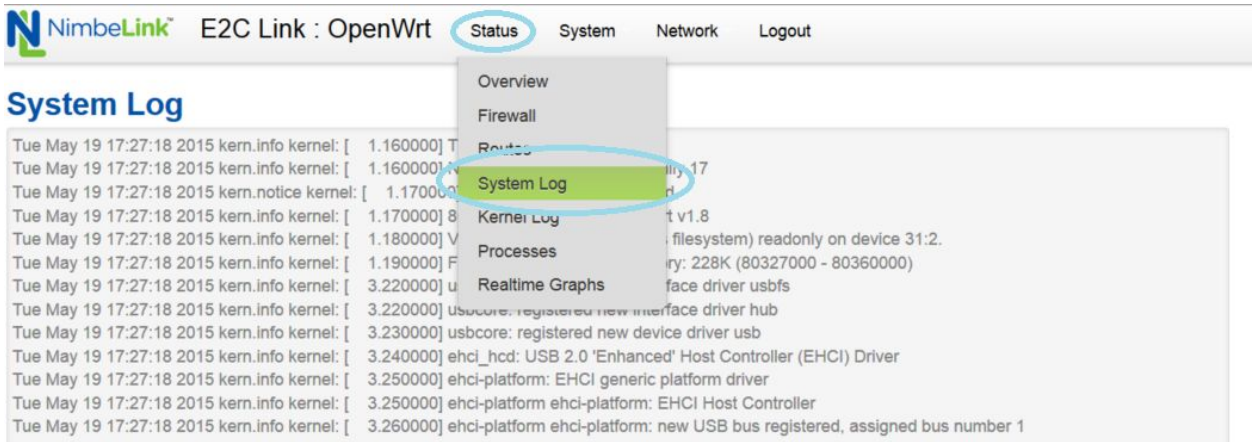 NimbeLink™ E2C Link : OpenWrt Status System Network Logout
Overview
Firewall
Routes
System Log
Kernel Log
Processes
Realtime Graphs
System Log
Tue May 19 17:27:18 2015 kern.info kernel: [ 1.160000] T
Tue May 19 17:27:18 2015 kern.info kernel: [ 1.160000] N 17
Tue May 19 17:27:18 2015 kern.notice kernel: [ 1.170000]
Tue May 19 17:27:18 2015 kern.info kernel: [ 1.170000] 8 v1.8
Tue May 19 17:27:18 2015 kern.info kernel: [ 1.180000] V filesystem) readonly on device 31:2.
Tue May 19 17:27:18 2015 kern.info kernel: [ 1.190000] F ry: 228K (80327000 - 80360000)
Tue May 19 17:27:18 2015 kern.info kernel: [ 3.220000] u face driver usbfs
Tue May 19 17:27:18 2015 kern.info kernel: [ 3.220000] usbcore: registered new interface driver hub
Tue May 19 17:27:18 2015 kern.info kernel: [ 3.230000] usbcore: registered new device driver usb
Tue May 19 17:27:18 2015 kern.info kernel: [ 3.240000] ehci_hcd: USB 2.0 'Enhanced' Host Controller (EHCI) Driver
Tue May 19 17:27:18 2015 kern.info kernel: [ 3.250000] ehci-platform: EHCI generic platform driver
Tue May 19 17:27:18 2015 kern.info kernel: [ 3.250000] ehci-platform ehci-platform: EHCI Host Controller
Tue May 19 17:27:18 2015 kern.info kernel: [ 3.260000] ehci-platform ehci-platform: new USB bus registered, assigned bus number 1